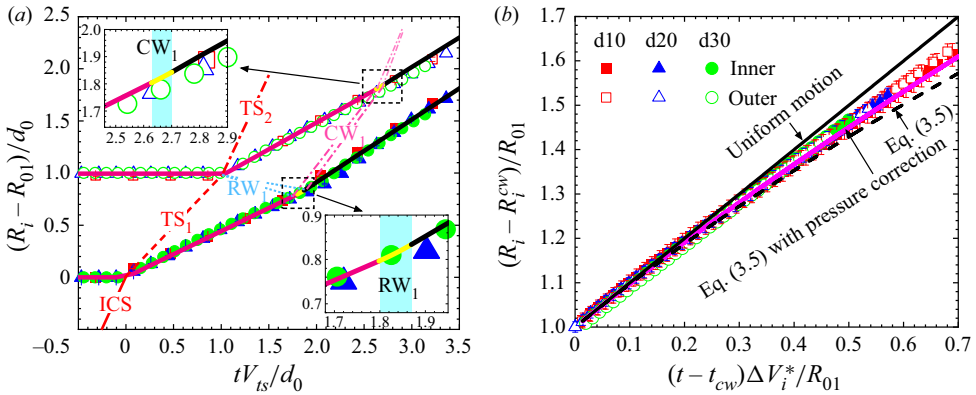 (a)
2.5
2.0
1.5
1.0
0.5
0
−0.5
(R_i − R_01)/d_0
0 0.5 1.0 1.5 2.0 2.5 3.0 3.5
tV_ts/d_0
2.0
1.9
1.8
1.7
2.5 2.6 2.7 2.8 2.9
CW_1
TS_2
TS_1
ICS
RW_1
CW_1
0.9
0.8
0.7
1.7 1.8 1.9
RW_1
(b)
1.7
1.6
1.5
1.4
1.3
1.2
1.1
1.0
(R_i − R_i^cw)/R_01
0 0.1 0.2 0.3 0.4 0.5 0.6 0.7
(t − t_cw)ΔV_i^*/R_01
d10 d20 d30
Inner
Outer
Uniform motion
Eq. (3.5)
Eq. (3.5) with pressure correction